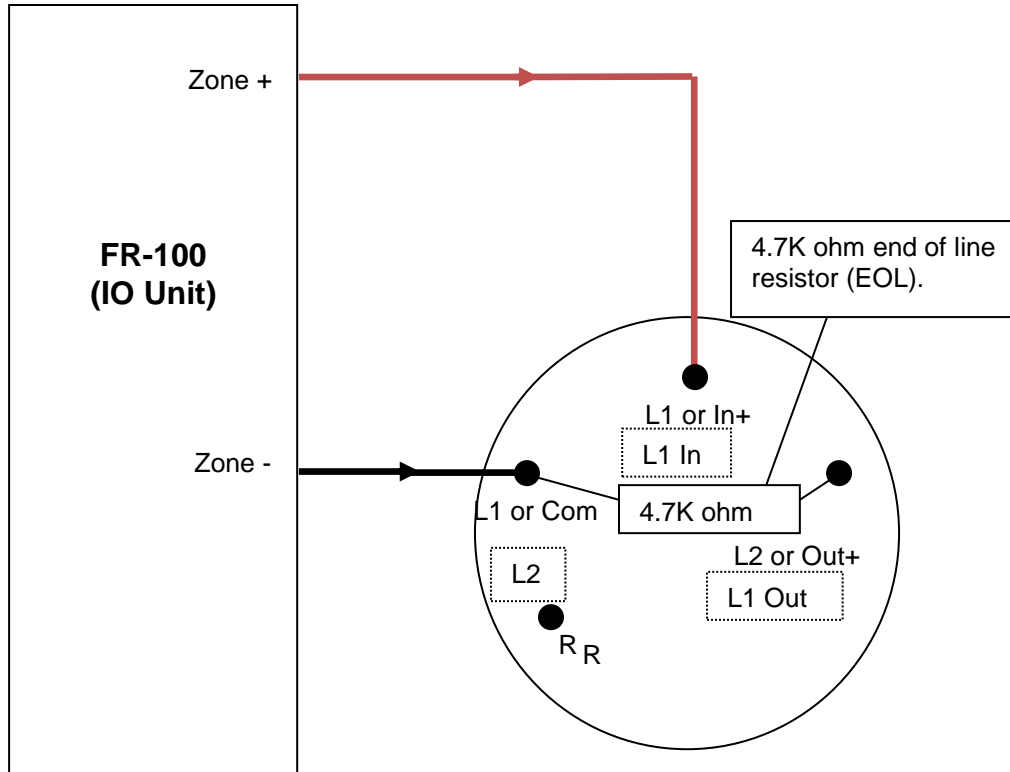 Zone +
FR-100
(IO Unit)
4.7K ohm end of line
resistor (EOL).
L1 or In+
L1 In
Zone -
L1 or Com
4.7K ohm
L2 or Out+
L2
L1 Out
R R